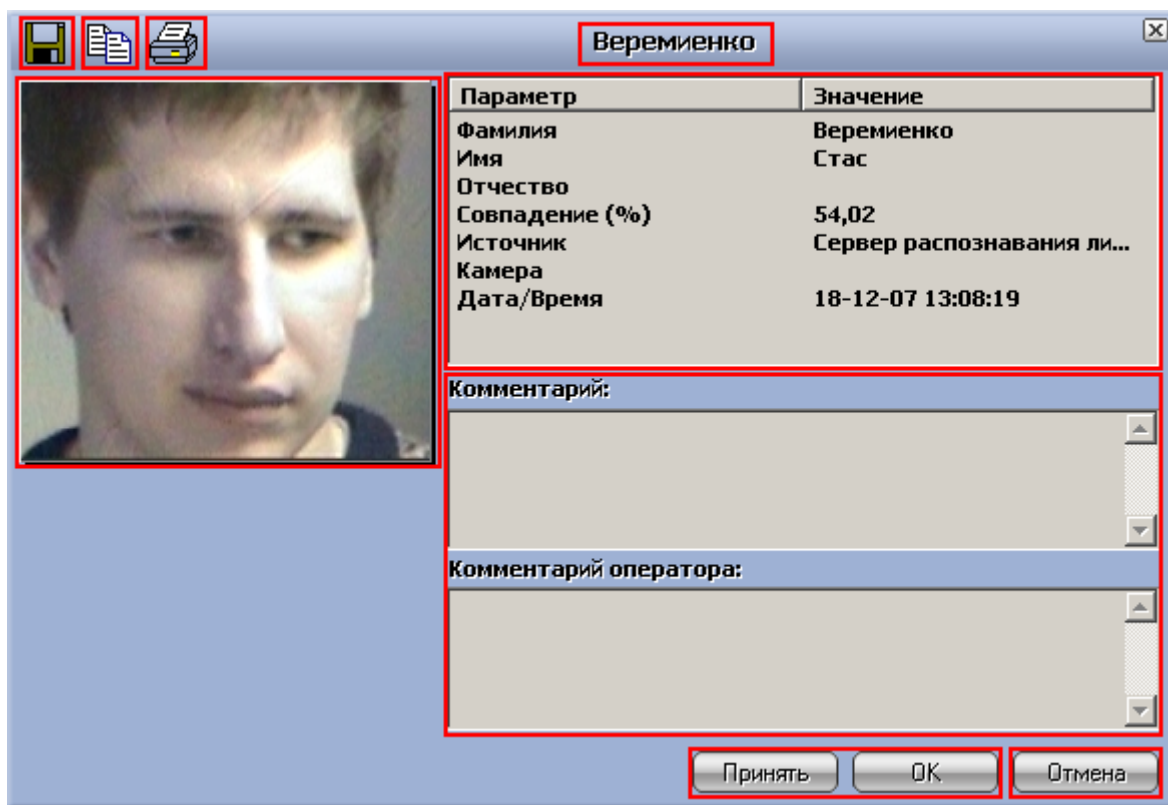 Веремиенко
Параметр Значение
Фамилия Веремиенко
Имя Стас
Отчество
Совпадение (%) 54,02
Источник Сервер распознавания ли...
Камера
Дата/Время 18-12-07 13:08:19
Комментарий:
Комментарий оператора:
Принять OK Отмена